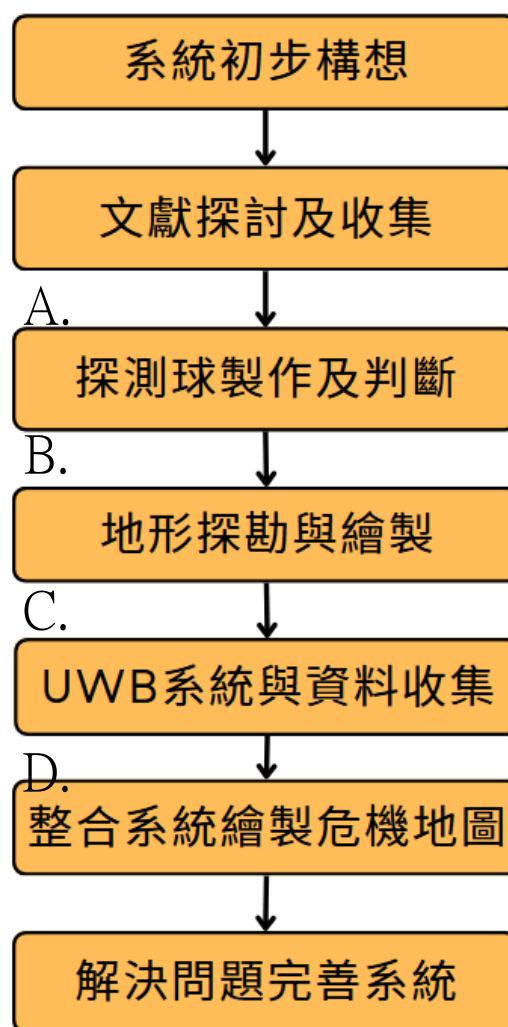 系統初步構想
文獻探討及收集
A.
探測球製作及判斷
B.
地形探勘與繪製
C.
UWB系統與資料收集
D.
整合系統繪製危機地圖
解決問題完善系統